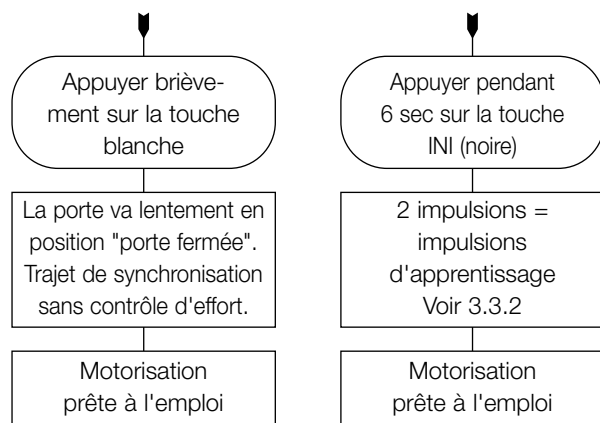 Appuyer briève-
ment sur la touche
blanche
La porte va lentement en
position "porte fermée".
Trajet de synchronisation
sans contrôle d'effort.
Motorisation
prête à l'emploi
Appuyer pendant
6 sec sur la touche
INI (noire)
2 impulsions =
impulsions
d'apprentissage
Voir 3.3.2
Motorisation
prête à l'emploi